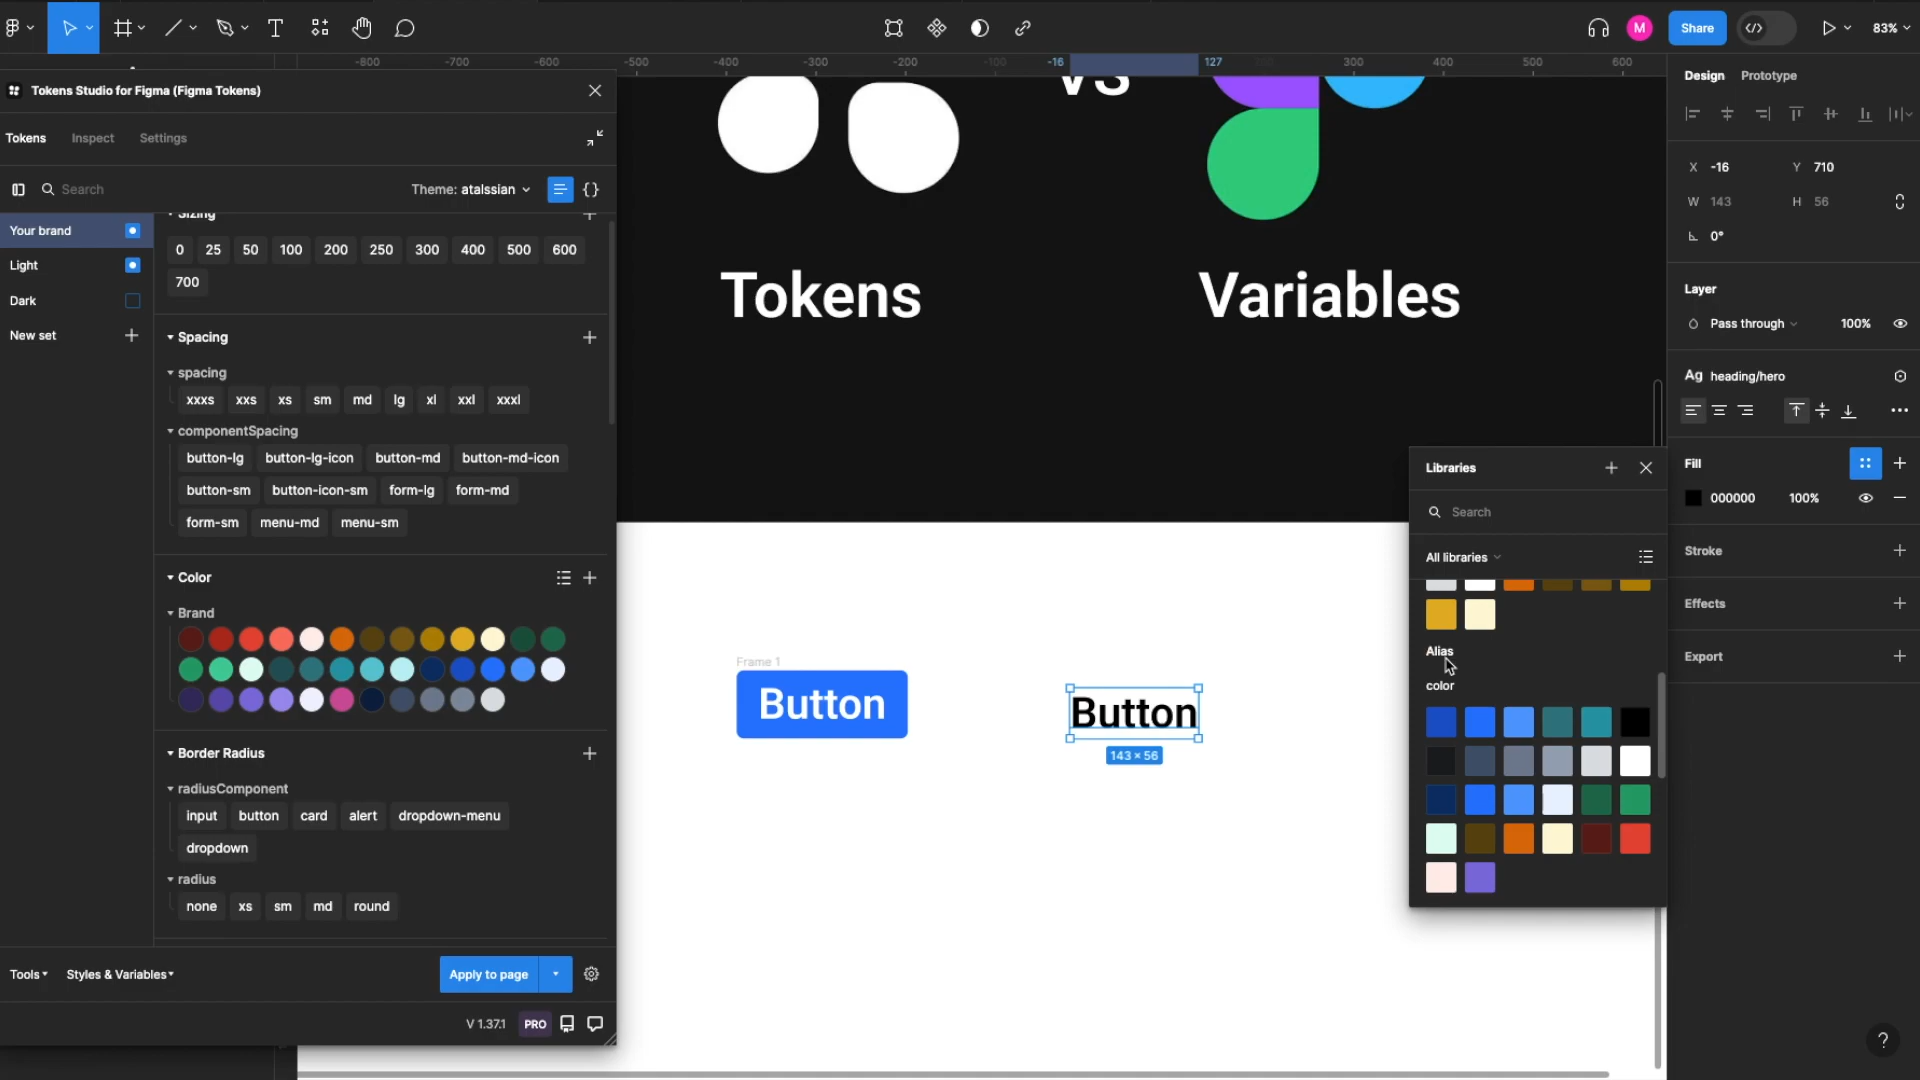 83%
Share
M
-800
-700
-600
-500
-400
-300
-200
-100
-16
127
300
400
500
600
Tokens Studio for Figma (Figma Tokens)
Tokens
Inspect
Settings
Search
Theme: atalssian
{}
Your brand
Light
Dark
New set
+
Sizing
0 25 50 100 200 250 300 400 500 600
700
Spacing
spacing
xxxs xxs xs sm md lg xl xxl xxxl
componentSpacing
button-lg button-lg-icon button-md button-md-icon
button-sm button-icon-sm form-lg form-md
form-sm menu-md menu-sm
Color
Brand
Border Radius
radiusComponent
input button card alert dropdown-menu
dropdown
radius
none xs sm md round
Tools
Styles & Variables
Apply to page
V 1.37.1
PRO
VS
Tokens
Variables
Frame 1
Button
Button
143 × 56
Libraries
Search
All libraries
Alias
color
Design
Prototype
X -16
Y 710
W 143
H 56
0°
Layer
Pass through
100%
Ag heading/hero
Fill
000000
100%
Stroke
Effects
Export
?